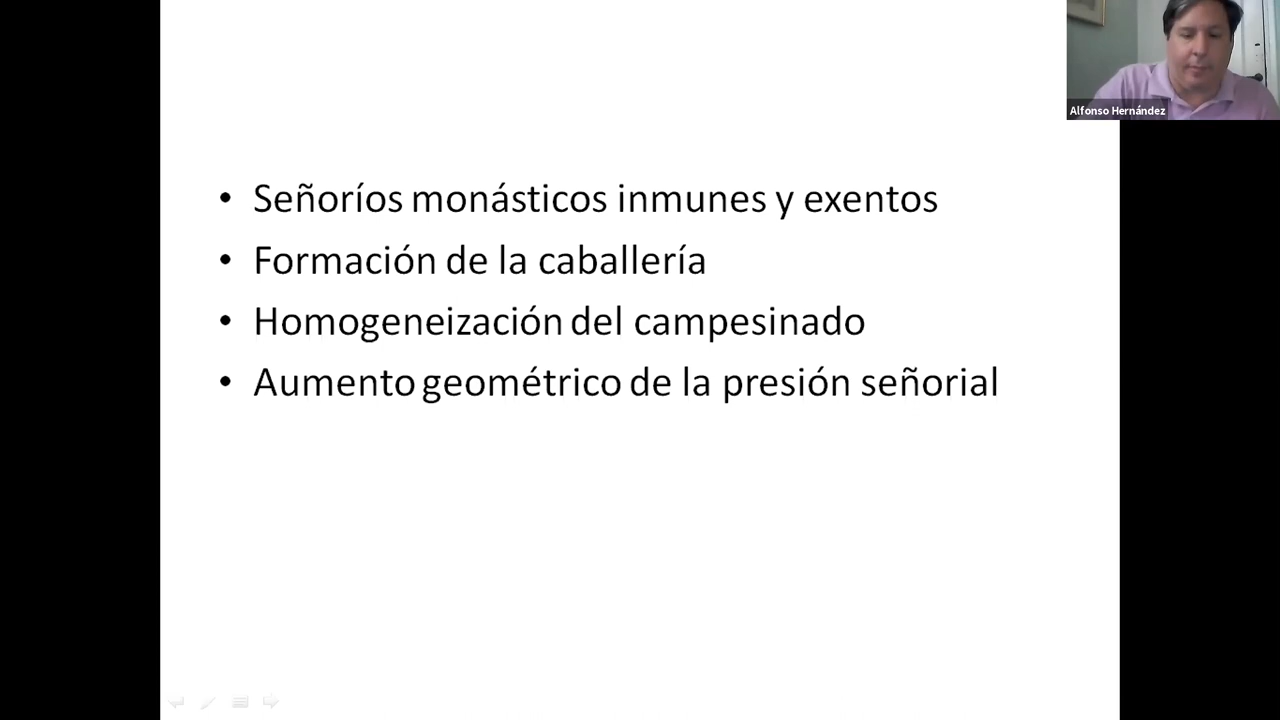 Alfonso Hernández
• Señoríos monásticos inmunes y exentos
• Formación de la caballería
• Homogeneización del campesinado
• Aumento geométrico de la presión señorial